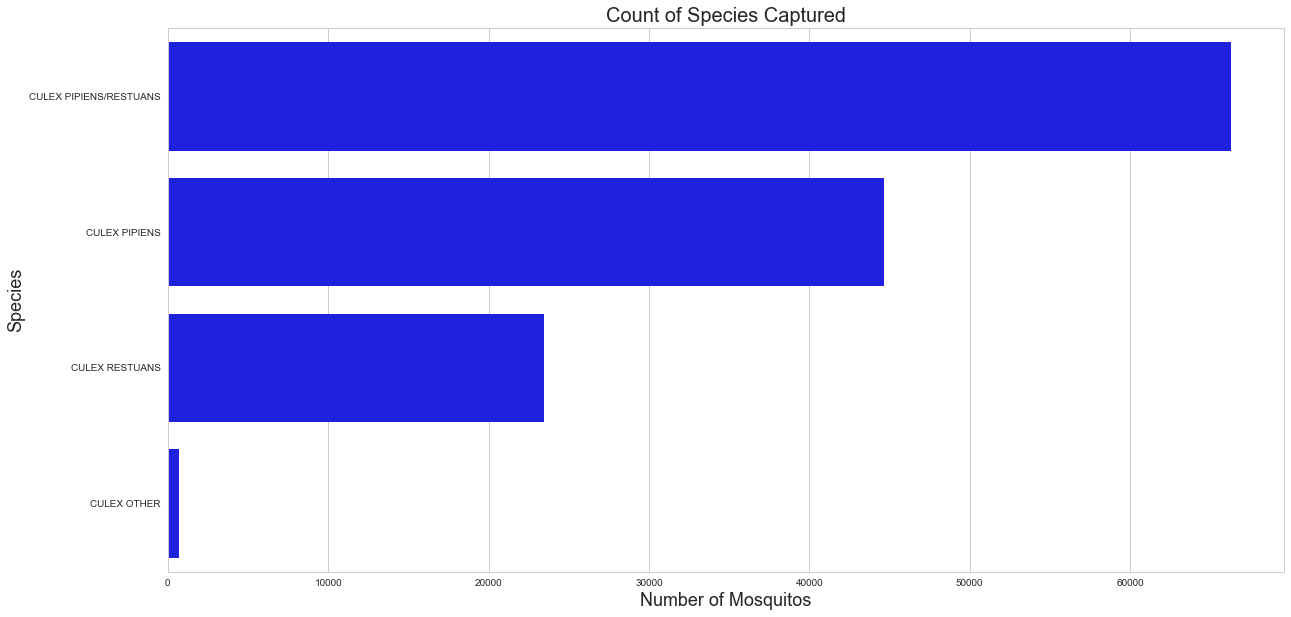 Count of Species Captured
CULEX PIPIENS/RESTUANS
CULEX PIPIENS
CULEX RESTUANS
CULEX OTHER
Species
0 10000 20000 30000 40000 50000 60000
Number of Mosquitos